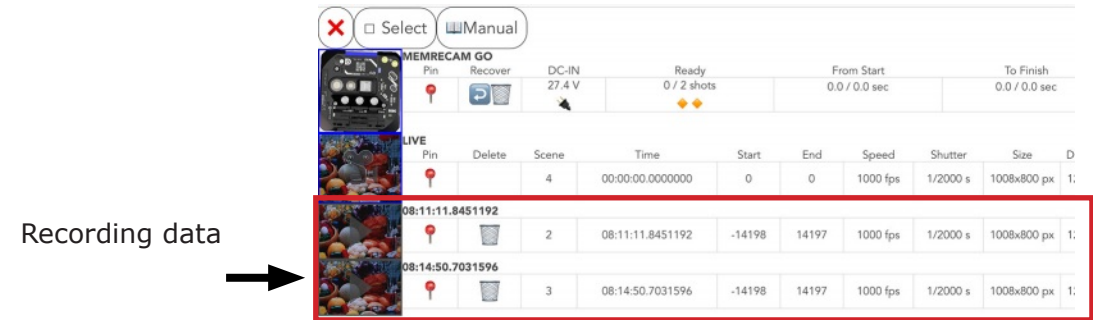 ❌ □ Select 📖Manual
MEMRECAM GO
Pin Recover DC-IN Ready From Start To Finish
27.4 V 0 / 2 shots 0.0 / 0.0 sec 0.0 / 0.0 sec
LIVE
Pin Delete Scene Time Start End Speed Shutter Size D
4 00:00:00.0000000 0 0 1000 fps 1/2000 s 1008x800 px
08:11:11.8451192
2 08:11:11.8451192 -14198 14197 1000 fps 1/2000 s 1008x800 px
Recording data
08:14:50.7031596
3 08:14:50.7031596 -14198 14197 1000 fps 1/2000 s 1008x800 px